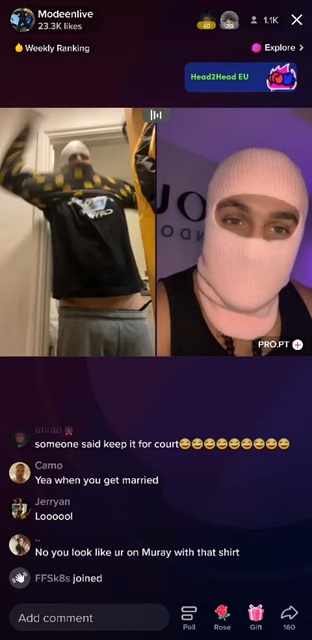 Modeenlive
23.3K likes
1.1K
Weekly Ranking
Explore >
Head2Head EU
PRO.PT
Imran
someone said keep it for court😂😂😂😂😂😂😂😂😂
Camo
Yea when you get married
Jerryan
Loooool
..
No you look like ur on Muray with that shirt
FFSk8s joined
Add comment
Poll
Rose
Gift
160